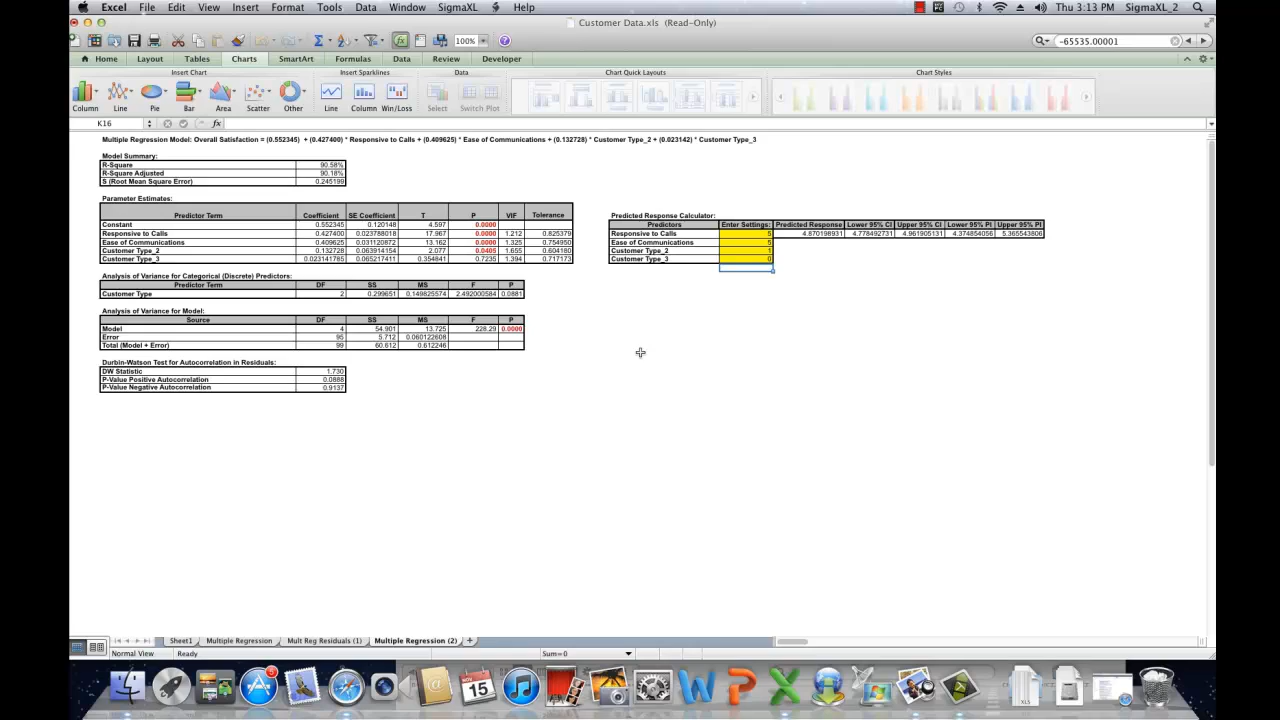 Excel File Edit View Insert Format Tools Data Window SigmaXL Help Thu 3:13 PM SigmaXL_2
Customer Data.xls (Read-Only)
100% -65535.00001
Home Layout Tables Charts SmartArt Formulas Data Review Developer
Insert Chart Insert Sparklines Data Chart Quick Layouts Chart Styles
Column Line Pie Bar Area Scatter Other Line Column Win/Loss Select Switch Plot
K16 fx
Multiple Regression Model: Overall Satisfaction = (0.552345) + (0.427400) * Responsive to Calls + (0.409625) * Ease of Communications + (0.132728) * Customer Type_2 + (0.023142) * Customer Type_3
Model Summary:
R-Square 90.58%
R-Square Adjusted 90.18%
S (Root Mean Square Error) 0.245199
Parameter Estimates:
Predictor Term Coefficient SE Coefficient T P VIF Tolerance
Constant 0.552345 0.120148 4.597 0.0000
Responsive to Calls 0.427400 0.023788018 17.967 0.0000 1.212 0.825379
Ease of Communications 0.409625 0.031120872 13.162 0.0000 1.325 0.754950
Customer Type_2 0.132728 0.063914154 2.077 0.0405 1.655 0.604180
Customer Type_3 0.023141785 0.065217411 0.354841 0.7235 1.394 0.717173
Predicted Response Calculator:
Predictors Enter Settings: Predicted Response Lower 95% CI Upper 95% CI Lower 95% PI Upper 95% PI
Responsive to Calls 5 4.870198931 4.778492731 4.961905131 4.374854056 5.365543806
Ease of Communications 5
Customer Type_2 1
Customer Type_3 0
Analysis of Variance for Categorical (Discrete) Predictors:
Predictor Term DF SS MS F P
Customer Type 2 0.299651 0.149825574 2.492000584 0.0881
Analysis of Variance for Model:
Source DF SS MS F P
Model 4 54.901 13.725 228.29 0.0000
Error 95 5.712 0.060122608
Total (Model + Error) 99 60.612 0.612246
Durbin-Watson Test for Autocorrelation in Residuals:
DW Statistic 1.730
P-Value Positive Autocorrelation 0.0888
P-Value Negative Autocorrelation 0.9137
Sheet1 Multiple Regression Mult Reg Residuals (1) Multiple Regression (2) +
Normal View Ready Sum=0
NOV
15